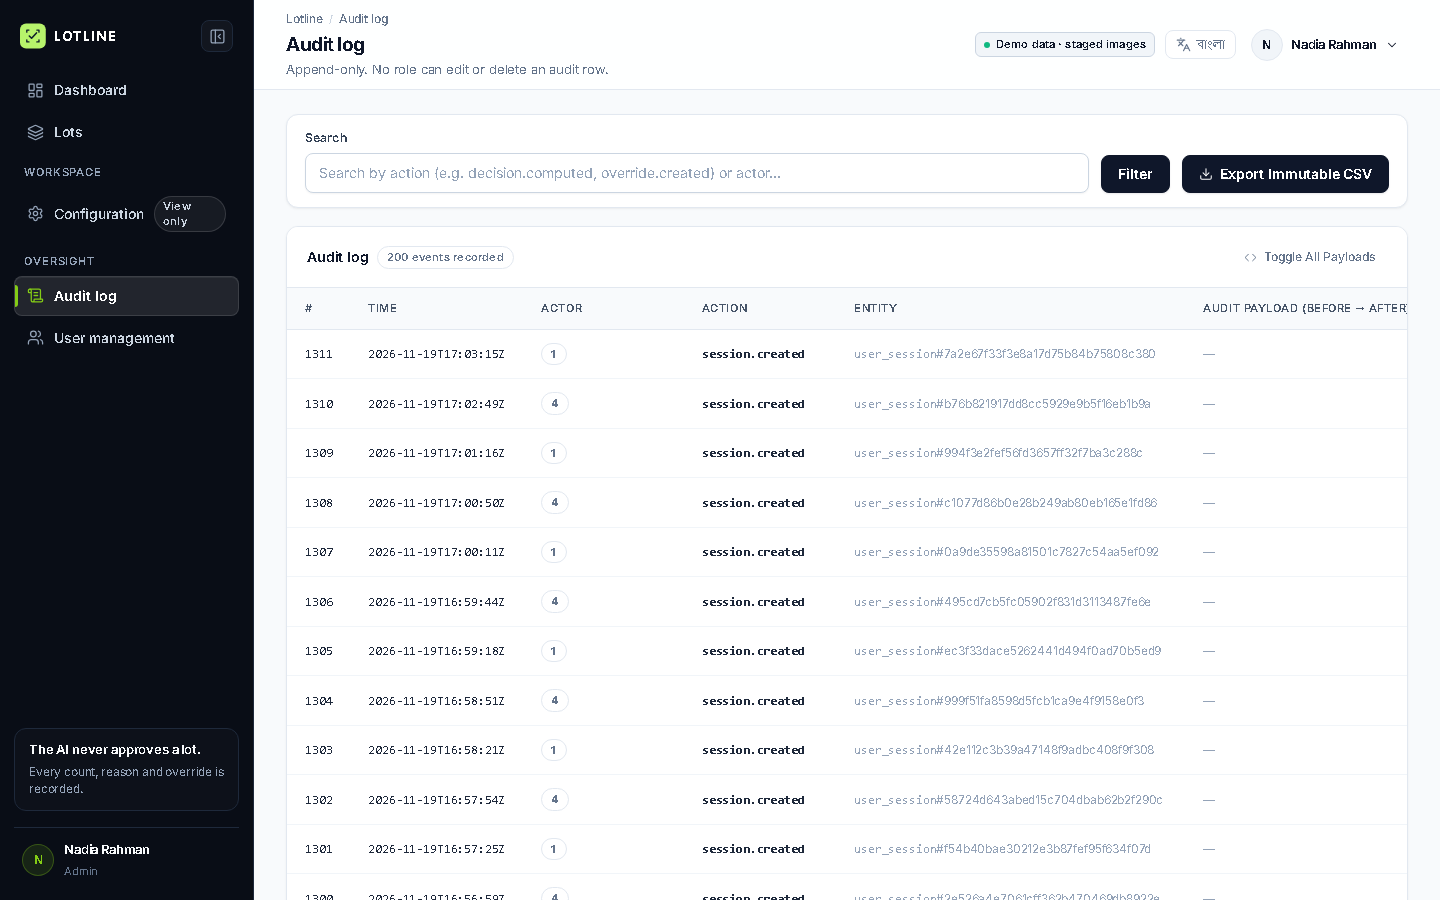 LOTLINE
Dashboard
Lots
WORKSPACE
Configuration
View only
OVERSIGHT
Audit log
User management
The AI never approves a lot.
Every count, reason and override is
recorded.
N
Nadia Rahman
Admin
Lotline / Audit log
Audit log
Append-only. No role can edit or delete an audit row.
Demo data · staged images
বাংলা
N
Nadia Rahman
Search
Search by action (e.g. decision.computed, override.created) or actor...
Filter
Export Immutable CSV
Audit log
200 events recorded
Toggle All Payloads
# TIME ACTOR ACTION ENTITY AUDIT PAYLOAD (BEFORE → AFTER)
1311 2026-11-19T17:03:15Z 1 session.created user_session#7a2e67f33f3e8a17d75b84b75808c380 —
1310 2026-11-19T17:02:49Z 4 session.created user_session#b76b821917dd8cc5929e9b5f16eb1b9a —
1309 2026-11-19T17:01:16Z 1 session.created user_session#994f3e2fef56fd3657ff32f7ba3c288c —
1308 2026-11-19T17:00:50Z 4 session.created user_session#c1077d86b0e28b249ab80eb165e1fd86 —
1307 2026-11-19T17:00:11Z 1 session.created user_session#0a9de35598a81501c7827c54aa5ef092 —
1306 2026-11-19T16:59:44Z 4 session.created user_session#495cd7cb5fc05902f831d3113487fe6e —
1305 2026-11-19T16:59:18Z 1 session.created user_session#ec3f33dace5262441d494f0ad70b5ed9 —
1304 2026-11-19T16:58:51Z 4 session.created user_session#999f51fa8598d5fcb1ca9e4f9158e0f3 —
1303 2026-11-19T16:58:21Z 1 session.created user_session#42e112c3b39a47148f9adbc408f9f308 —
1302 2026-11-19T16:57:54Z 4 session.created user_session#58724d643abed15c704dbab62b2f290c —
1301 2026-11-19T16:57:25Z 1 session.created user_session#f54b40bae30212e3b87fef95f634f07d —
1300 2026-11-19T16:56:59Z 4 session.created